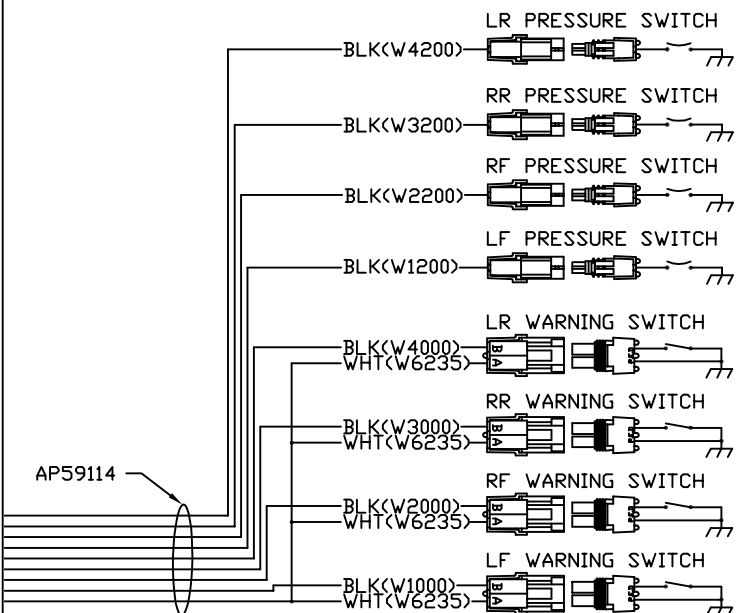 LR PRESSURE SWITCH
BLK(W4200)
RR PRESSURE SWITCH
BLK(W3200)
RF PRESSURE SWITCH
BLK(W2200)
LF PRESSURE SWITCH
BLK(W1200)
LR WARNING SWITCH
BLK(W4000)
WHT(W6235)
B
A
RR WARNING SWITCH
BLK(W3000)
WHT(W6235)
B
A
AP59114
RF WARNING SWITCH
BLK(W2000)
WHT(W6235)
B
A
LF WARNING SWITCH
BLK(W1000)
WHT(W6235)
B
A